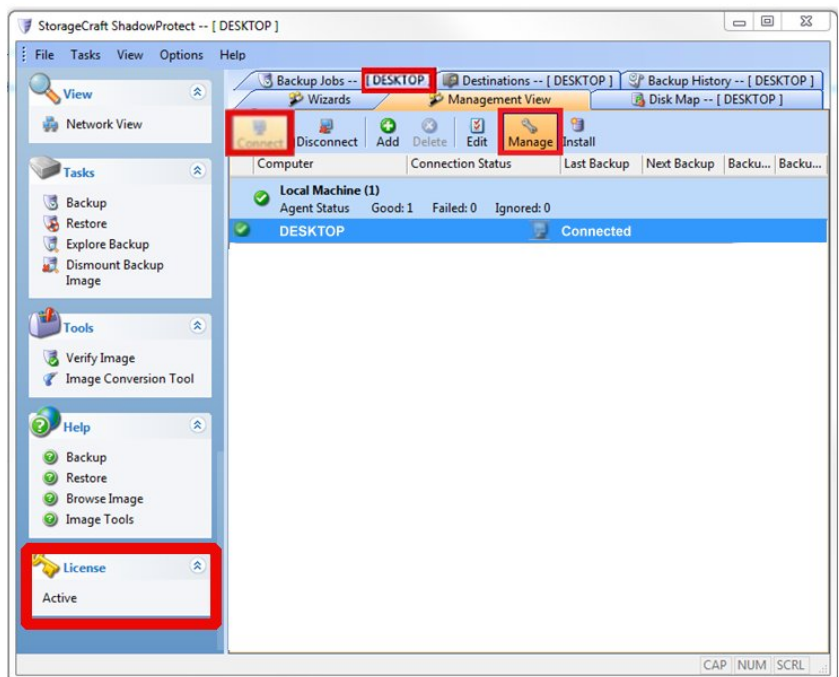 StorageCraft ShadowProtect -- [ DESKTOP ]
File Tasks View Options Help
View
Network View
Tasks
Backup
Restore
Explore Backup
Dismount Backup
Image
Tools
Verify Image
Image Conversion Tool
Help
Backup
Restore
Browse Image
Image Tools
License
Active
Backup Jobs -- [ DESKTOP ] Destinations -- [ DESKTOP ] Backup History -- [ DESKTOP ]
Wizards Management View Disk Map -- [ DESKTOP ]
Connect Disconnect Add Delete Edit Manage Install
Computer Connection Status Last Backup Next Backup Backu... Backu...
Local Machine (1)
Agent Status Good: 1 Failed: 0 Ignored: 0
DESKTOP Connected
CAP NUM SCRL